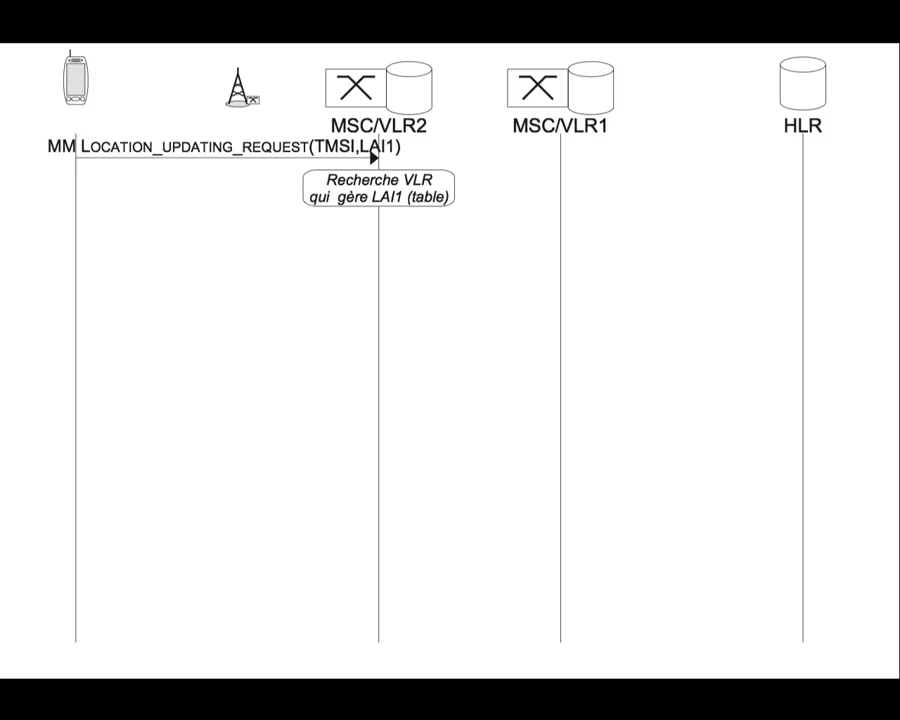 MSC/VLR2
MSC/VLR1
HLR
MM LOCATION_UPDATING_REQUEST(TMSI,LAI1)
Recherche VLR
qui gère LAI1 (table)